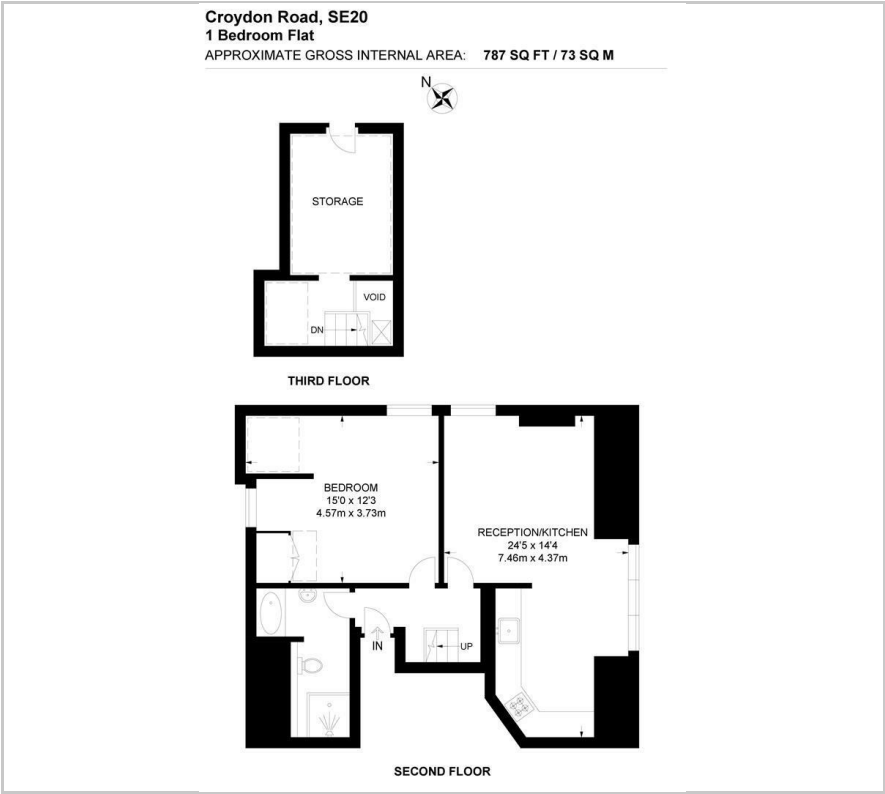 Croydon Road, SE20
1 Bedroom Flat
APPROXIMATE GROSS INTERNAL AREA: 787 SQ FT / 73 SQ M
N
STORAGE
VOID
DN
THIRD FLOOR
BEDROOM
15'0 x 12'3
4.57m x 3.73m
RECEPTION/KITCHEN
24'5 x 14'4
7.46m x 4.37m
IN
UP
SECOND FLOOR